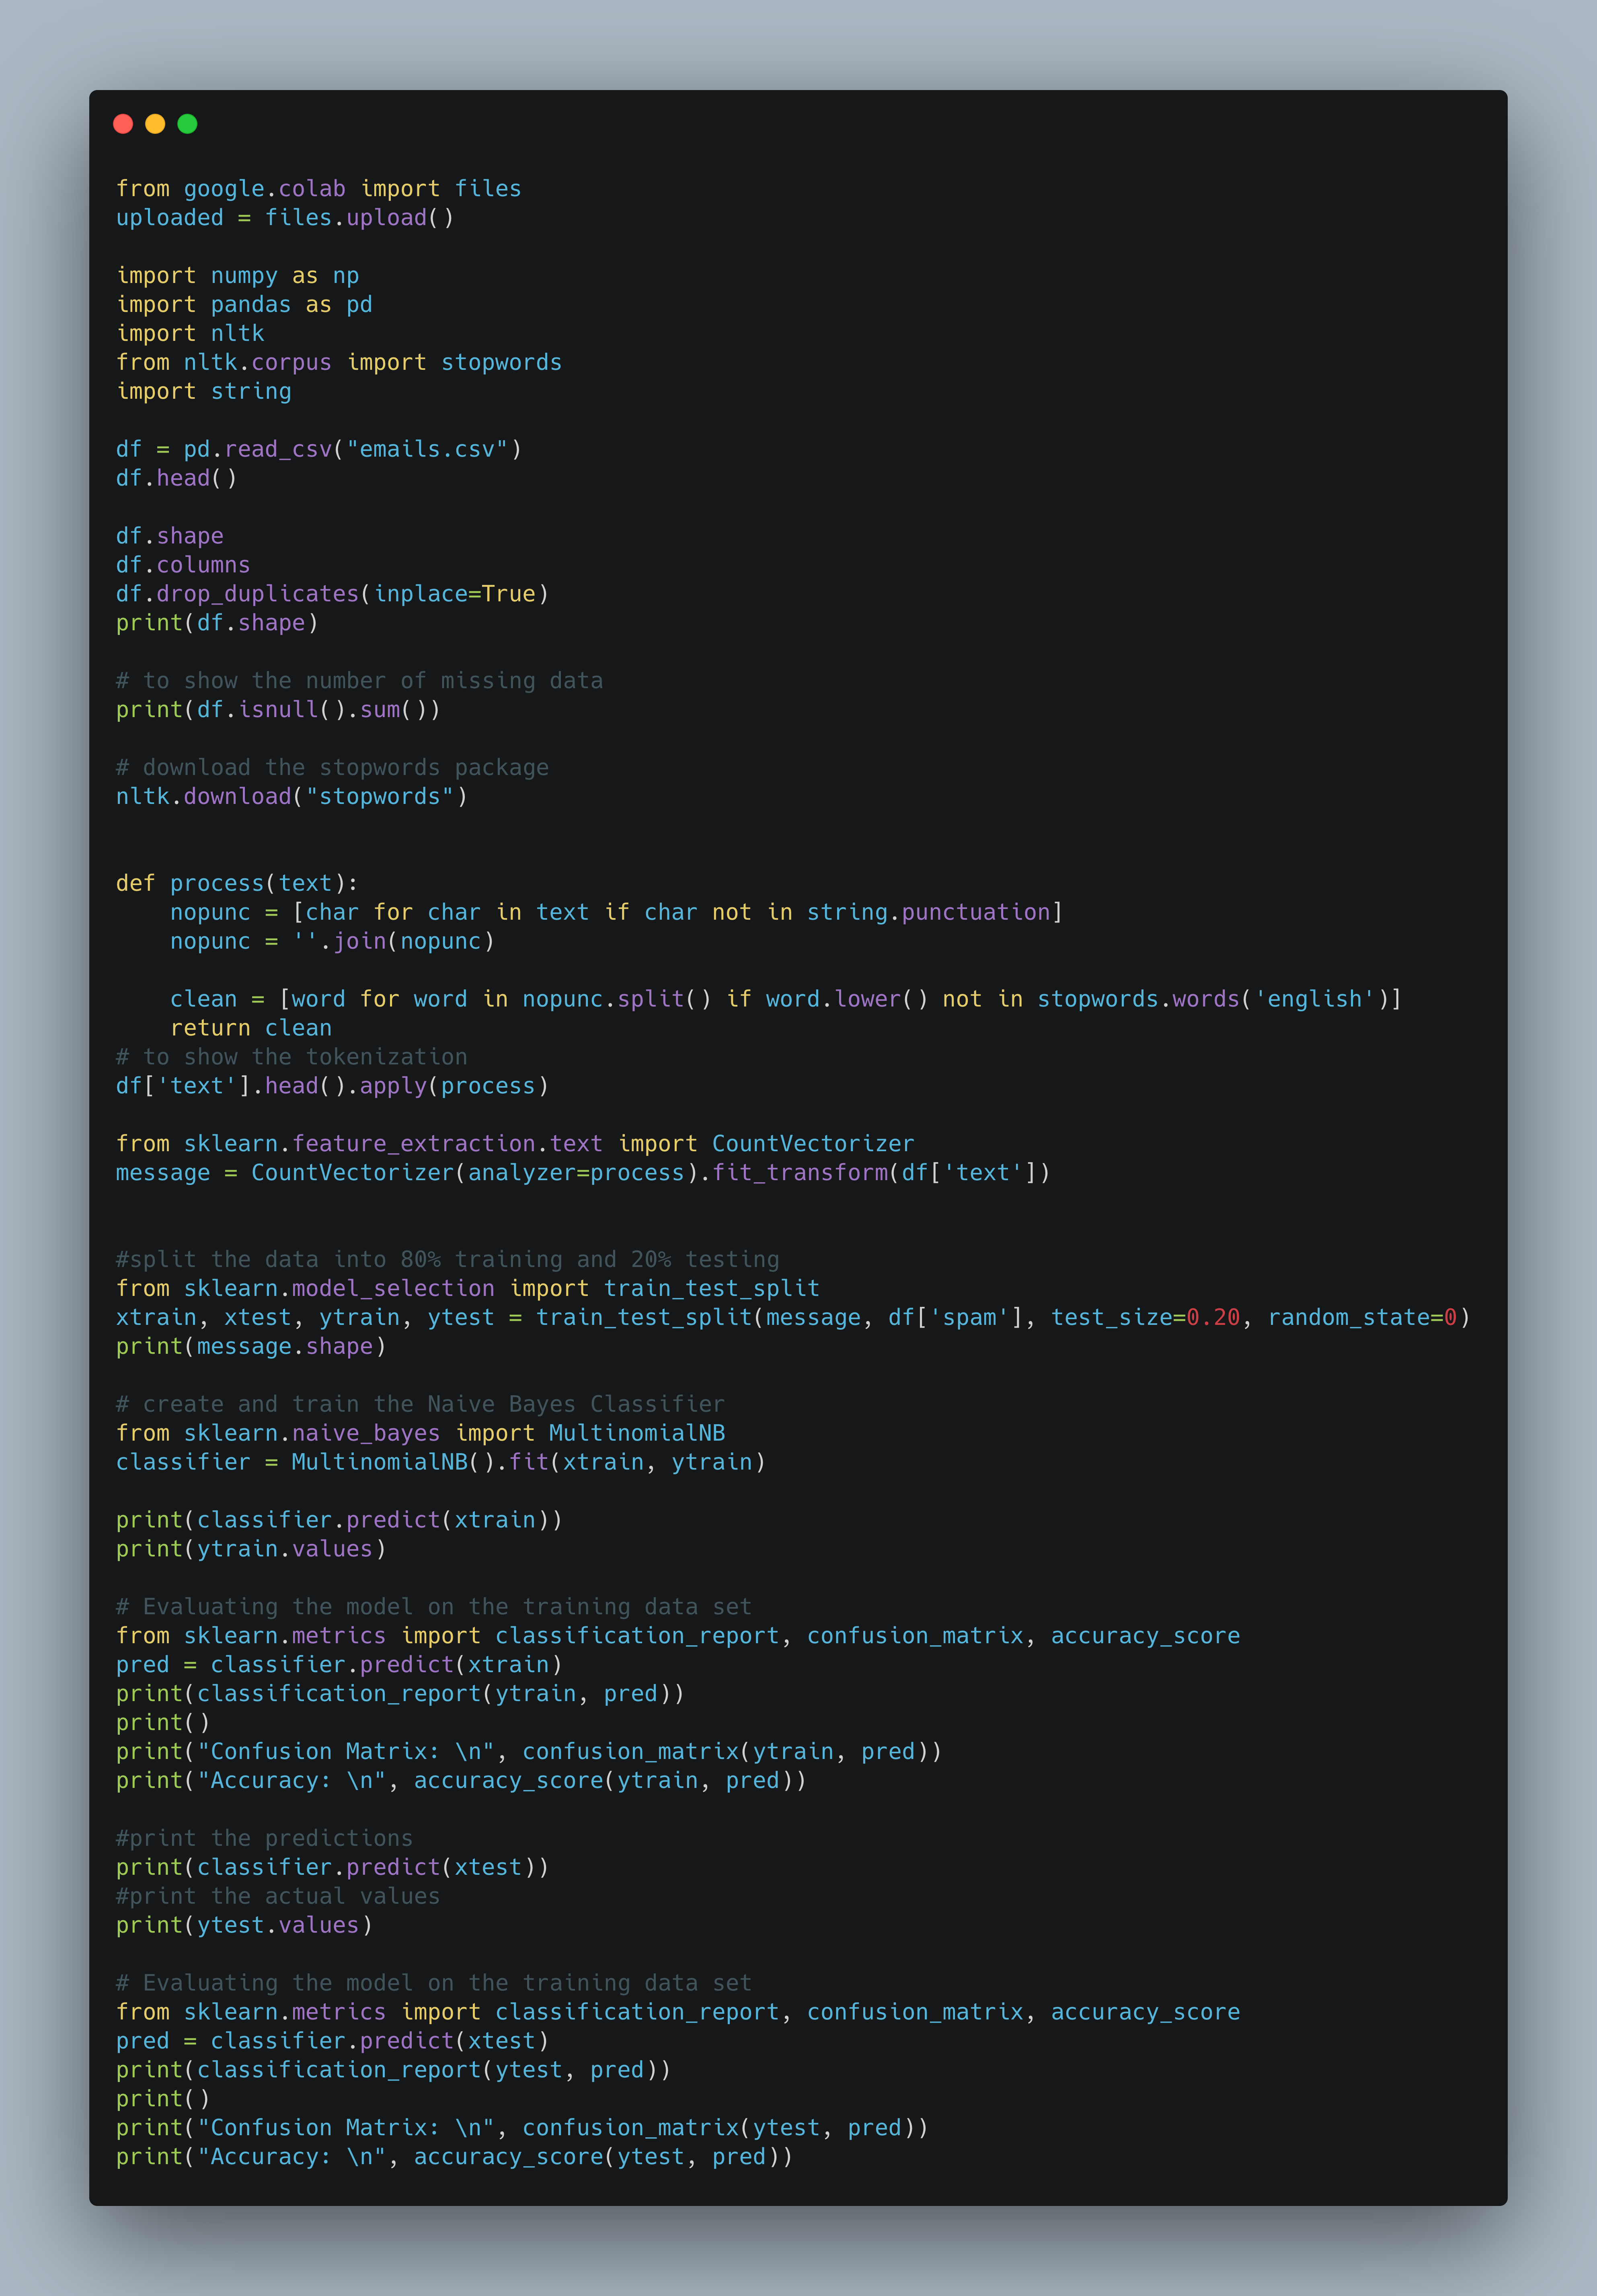 from google.colab import files
uploaded = files.upload()

import numpy as np
import pandas as pd
import nltk
from nltk.corpus import stopwords
import string

df = pd.read_csv("emails.csv")
df.head()

df.shape
df.columns
df.drop_duplicates(inplace=True)
print(df.shape)

# to show the number of missing data
print(df.isnull().sum())

# download the stopwords package
nltk.download("stopwords")


def process(text):
    nopunc = [char for char in text if char not in string.punctuation]
    nopunc = ''.join(nopunc)

    clean = [word for word in nopunc.split() if word.lower() not in stopwords.words('english')]
    return clean
# to show the tokenization
df['text'].head().apply(process)

from sklearn.feature_extraction.text import CountVectorizer
message = CountVectorizer(analyzer=process).fit_transform(df['text'])


#split the data into 80% training and 20% testing
from sklearn.model_selection import train_test_split
xtrain, xtest, ytrain, ytest = train_test_split(message, df['spam'], test_size=0.20, random_state=0)
print(message.shape)

# create and train the Naive Bayes Classifier
from sklearn.naive_bayes import MultinomialNB
classifier = MultinomialNB().fit(xtrain, ytrain)

print(classifier.predict(xtrain))
print(ytrain.values)

# Evaluating the model on the training data set
from sklearn.metrics import classification_report, confusion_matrix, accuracy_score
pred = classifier.predict(xtrain)
print(classification_report(ytrain, pred))
print()
print("Confusion Matrix: \n", confusion_matrix(ytrain, pred))
print("Accuracy: \n", accuracy_score(ytrain, pred))

#print the predictions
print(classifier.predict(xtest))
#print the actual values
print(ytest.values)

# Evaluating the model on the training data set
from sklearn.metrics import classification_report, confusion_matrix, accuracy_score
pred = classifier.predict(xtest)
print(classification_report(ytest, pred))
print()
print("Confusion Matrix: \n", confusion_matrix(ytest, pred))
print("Accuracy: \n", accuracy_score(ytest, pred))